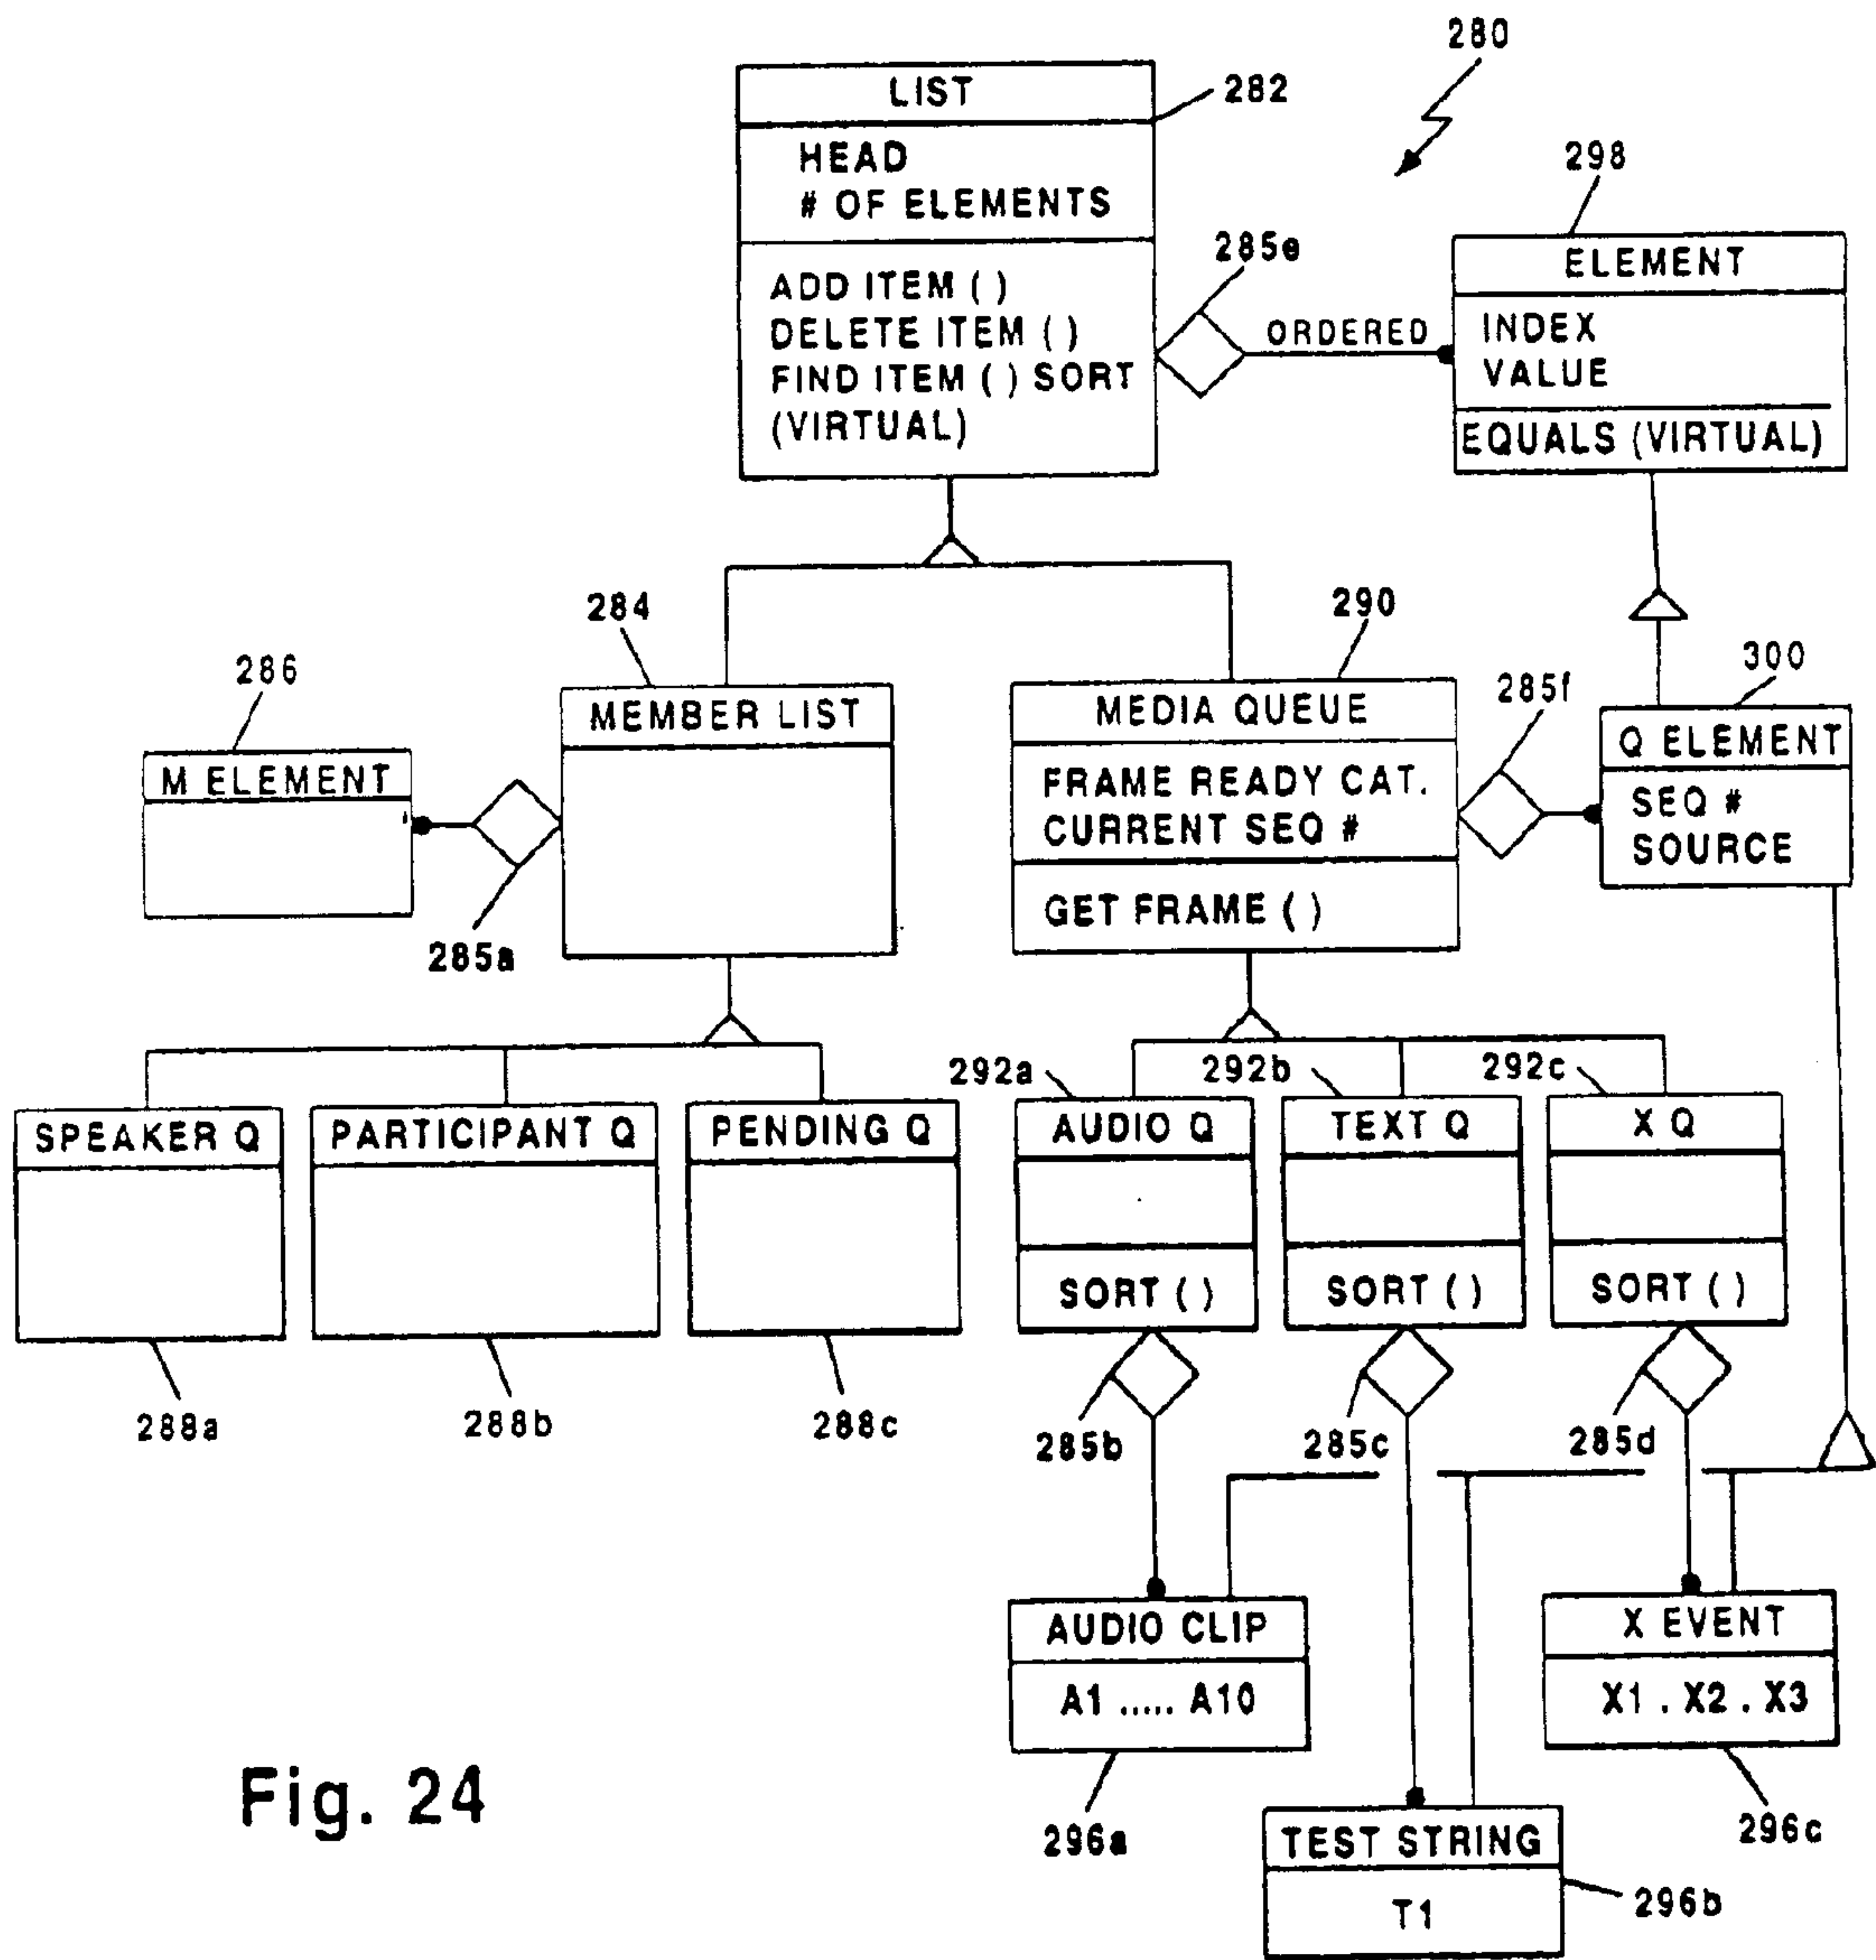 280
LIST
282
HEAD
# OF ELEMENTS
298
ELEMENT
285e
ADD ITEM ( )
DELETE ITEM ( )
FIND ITEM ( ) SORT
(VIRTUAL)
ORDERED
INDEX
VALUE
EQUALS (VIRTUAL)
284
290
286
300
285f
MEMBER LIST
MEDIA QUEUE
Q ELEMENT
M ELEMENT
FRAME READY CAT.
CURRENT SEQ #
SEQ #
SOURCE
GET FRAME ( )
285a
292a
292b
292c
SPEAKER Q
PARTICIPANT Q
PENDING Q
AUDIO Q
TEXT Q
X Q
SORT ( )
SORT ( )
SORT ( )
288a
288b
288c
285b
285c
285d
AUDIO CLIP
X EVENT
A1 ..... A10
X1 . X2 . X3
Fig. 24
296a
TEST STRING
296c
T1
296b